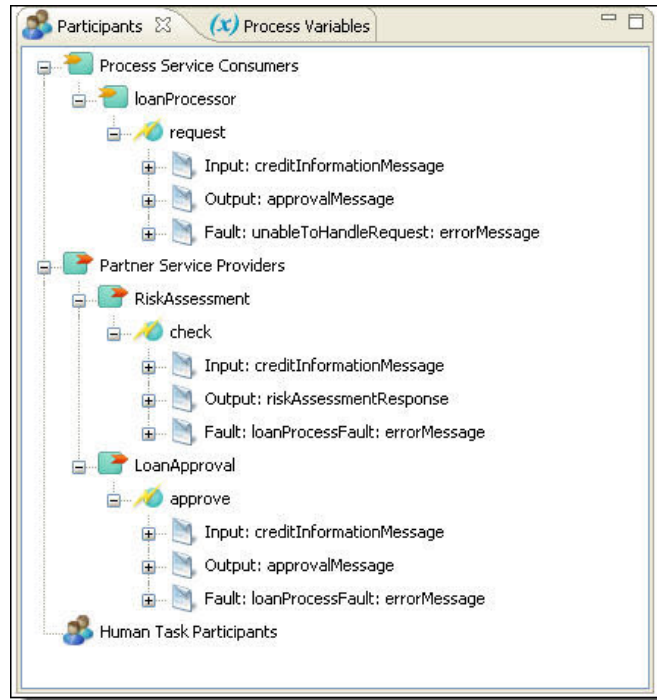 Participants (x) Process Variables
Process Service Consumers
loanProcessor
request
Input: creditInformationMessage
Output: approvalMessage
Fault: unableToHandleRequest: errorMessage
Partner Service Providers
RiskAssessment
check
Input: creditInformationMessage
Output: riskAssessmentResponse
Fault: loanProcessFault: errorMessage
LoanApproval
approve
Input: creditInformationMessage
Output: approvalMessage
Fault: loanProcessFault: errorMessage
Human Task Participants